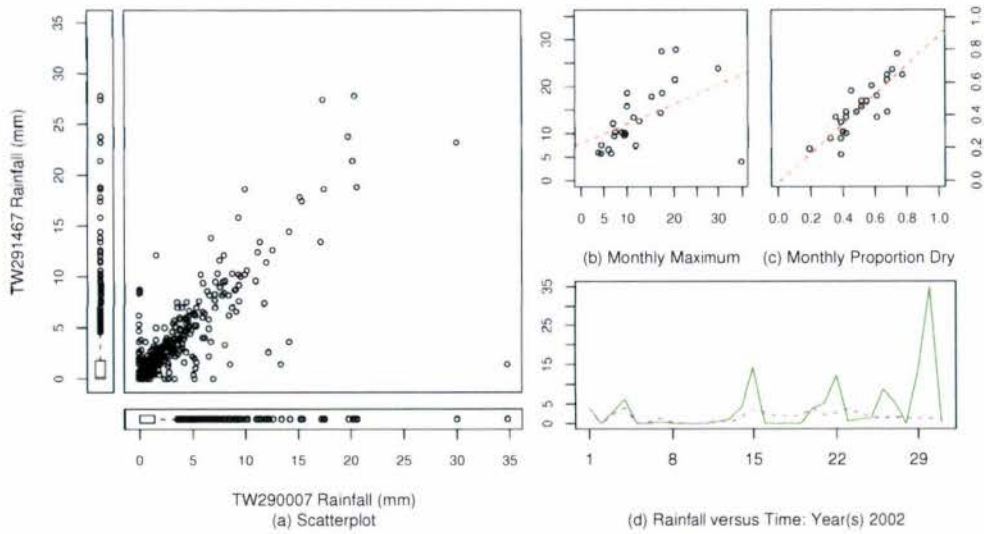 35
30
25
20
15
10
5
0
TW291467 Rainfall (mm)
0 5 10 15 20 25 30 35
TW290007 Rainfall (mm)
(a) Scatterplot
30
20
10
5
0
0 5 10 20 30
(b) Monthly Maximum
1.0
0.8
0.6
0.4
0.2
0.0
0.0 0.2 0.4 0.6 0.8 1.0
(c) Monthly Proportion Dry
35
25
15
5
0
1 8 15 22 29
(d) Rainfall versus Time: Year(s) 2002